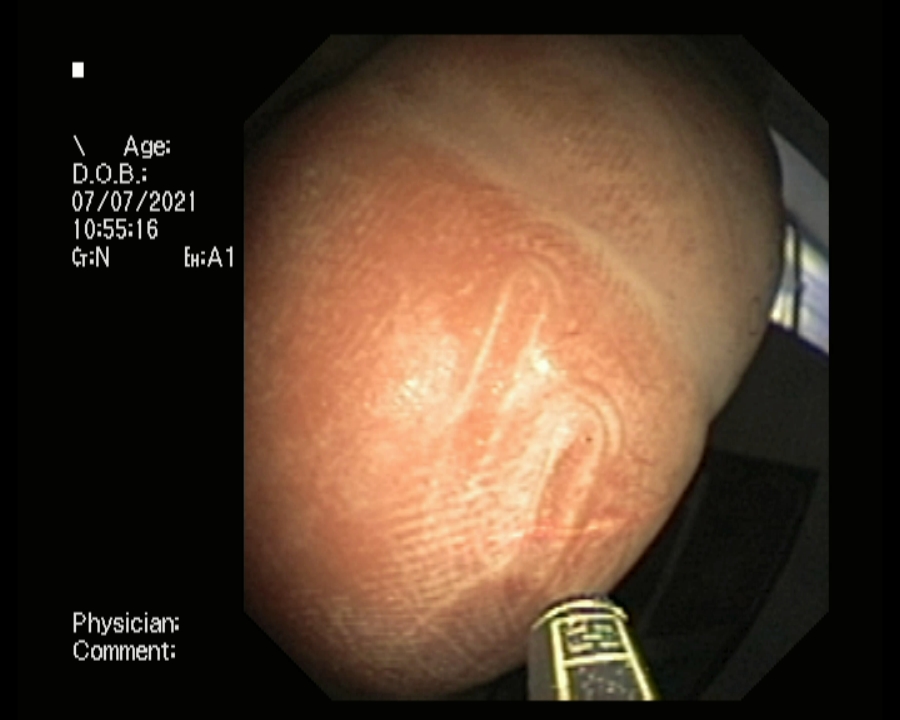 \ Age:
D.O.B.:
07/07/2021
10:55:16
Cr:N EH:A1
Physician:
Comment: